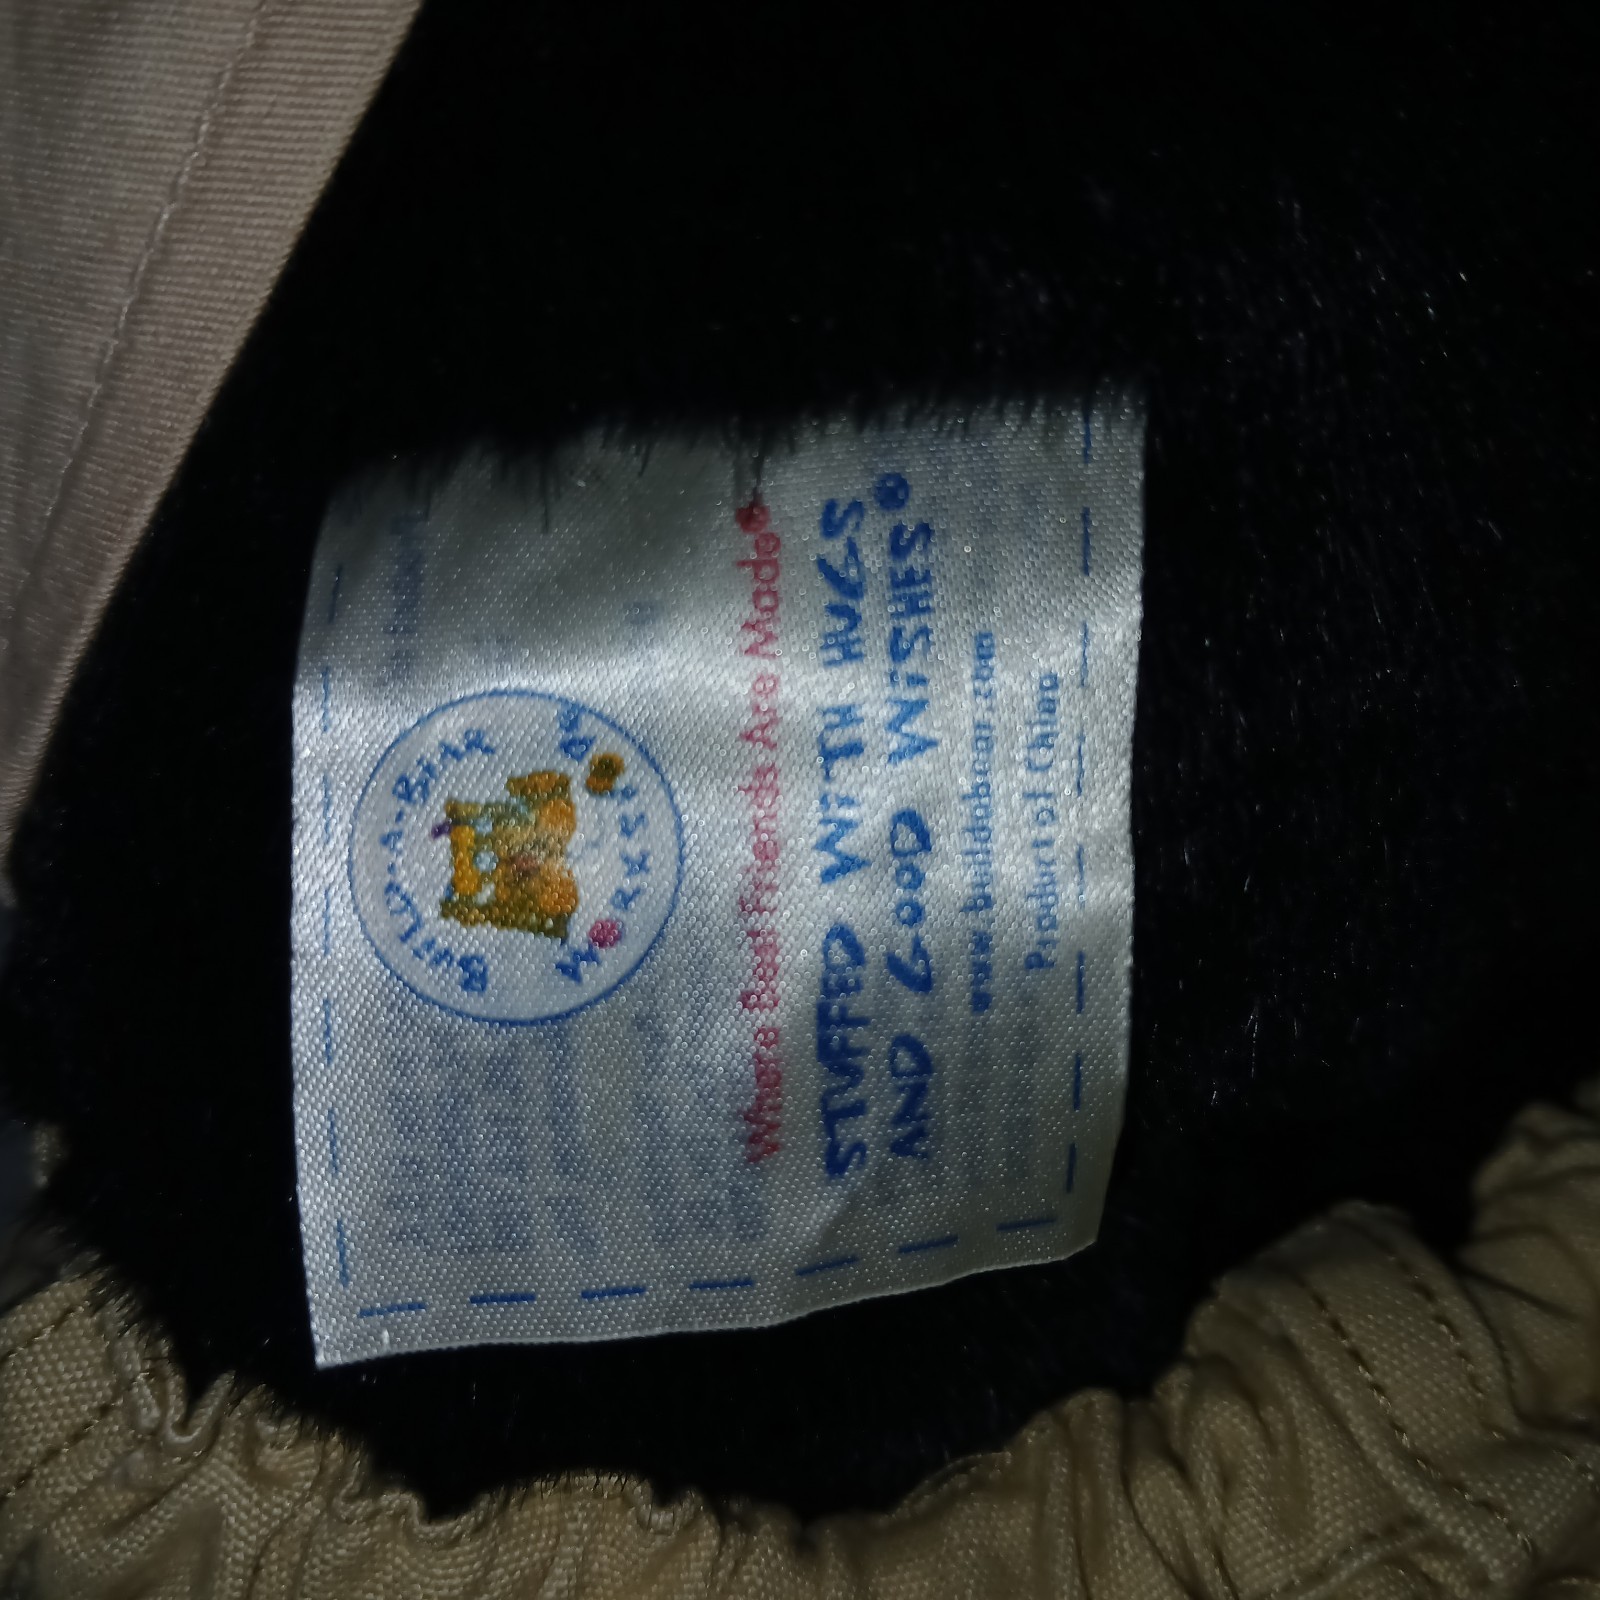 BUILD-A-BEAR
WORKSHOP
Where Best Friends Are Made®
STUFFED WITH HUGS
AND GOOD WISHES®
www.buildabear.com
Product of China